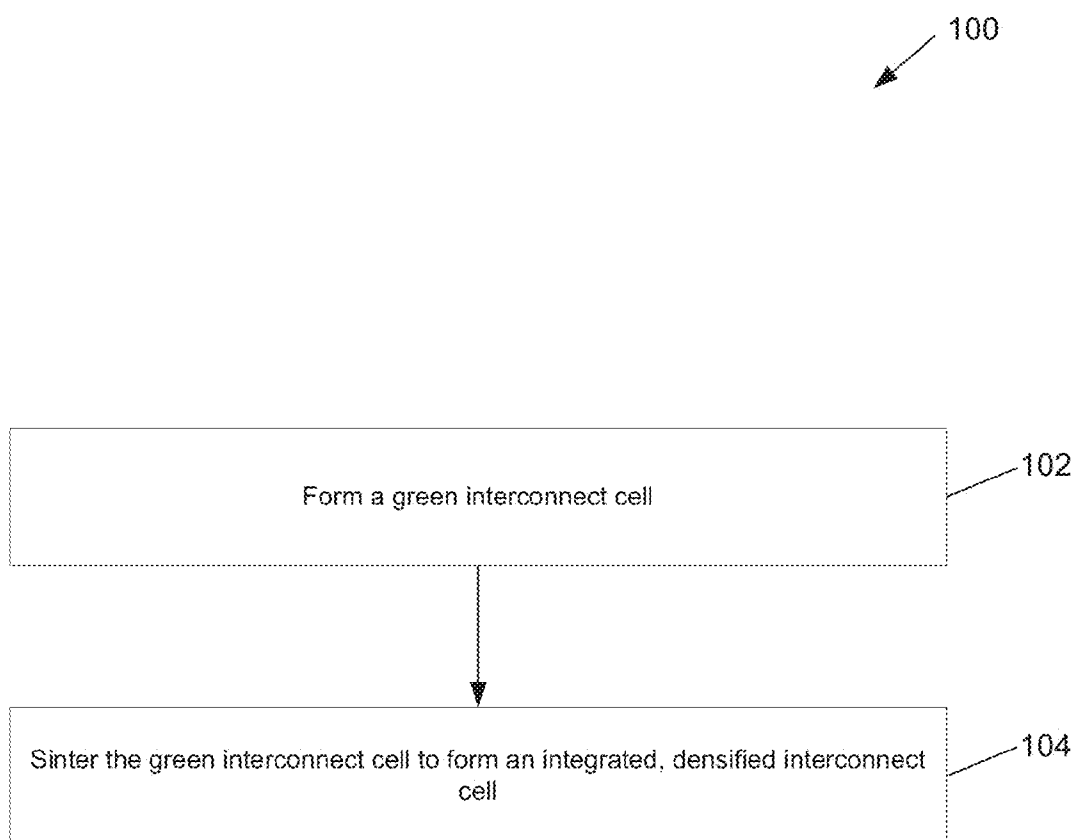 100
Form a green interconnect cell
102
Sinter the green interconnect cell to form an integrated, densified interconnect
cell
104